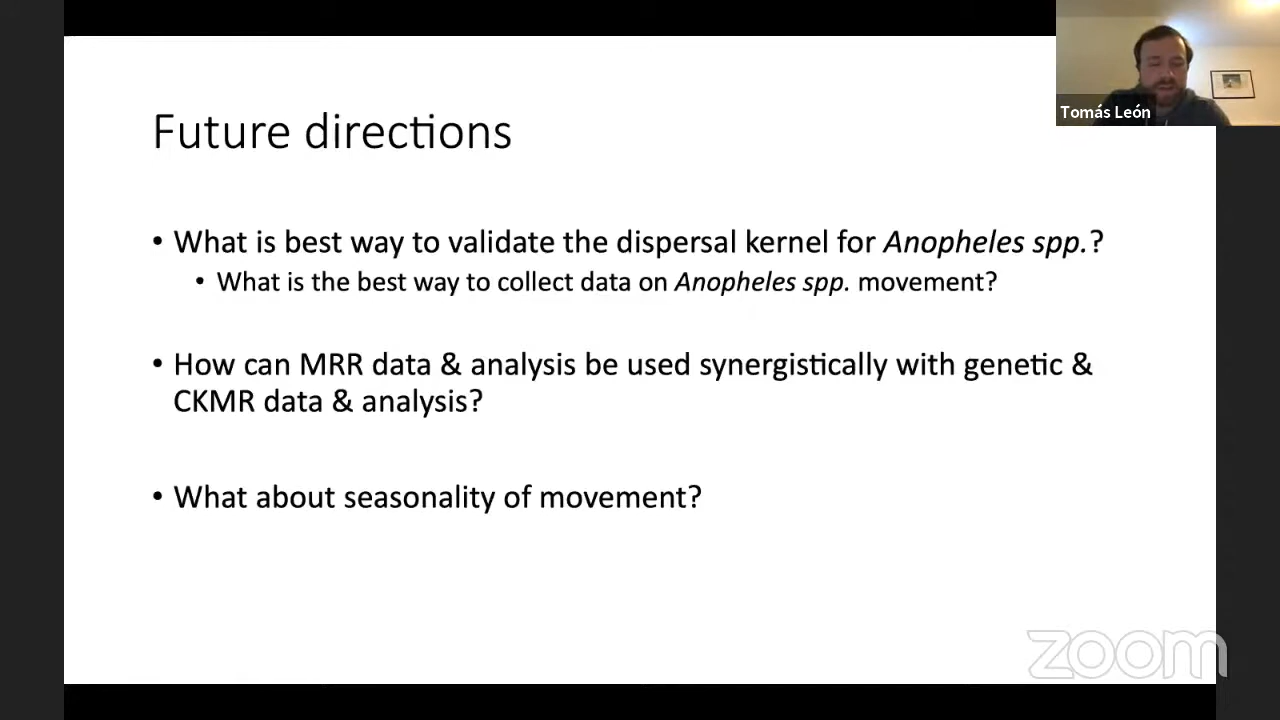 Tomás León
Future directions
• What is best way to validate the dispersal kernel for Anopheles spp.?
• What is the best way to collect data on Anopheles spp. movement?
• How can MRR data & analysis be used synergistically with genetic &
CKMR data & analysis?
• What about seasonality of movement?
zoom